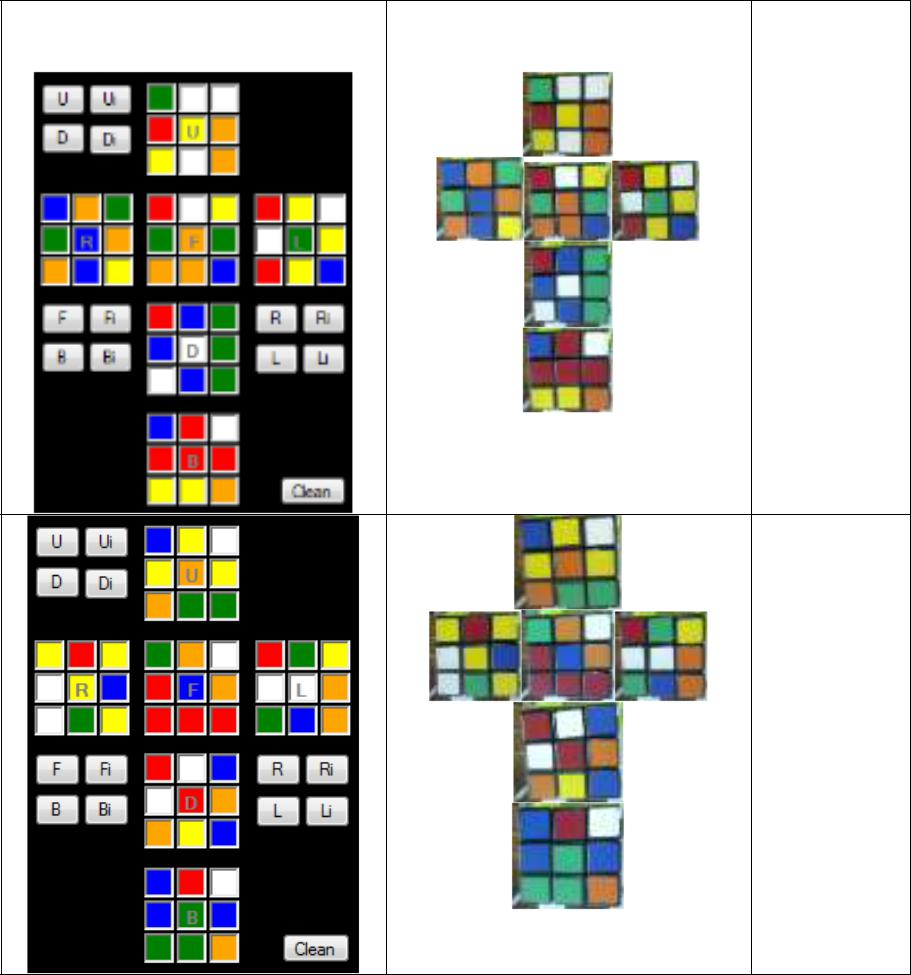 U Ui
D Di
U
R F L
F Fi R Ri
B Bi L Li
D
B
Clean
U Ui
D Di
U
R F L
F Fi R Ri
B Bi L Li
D
B
Clean